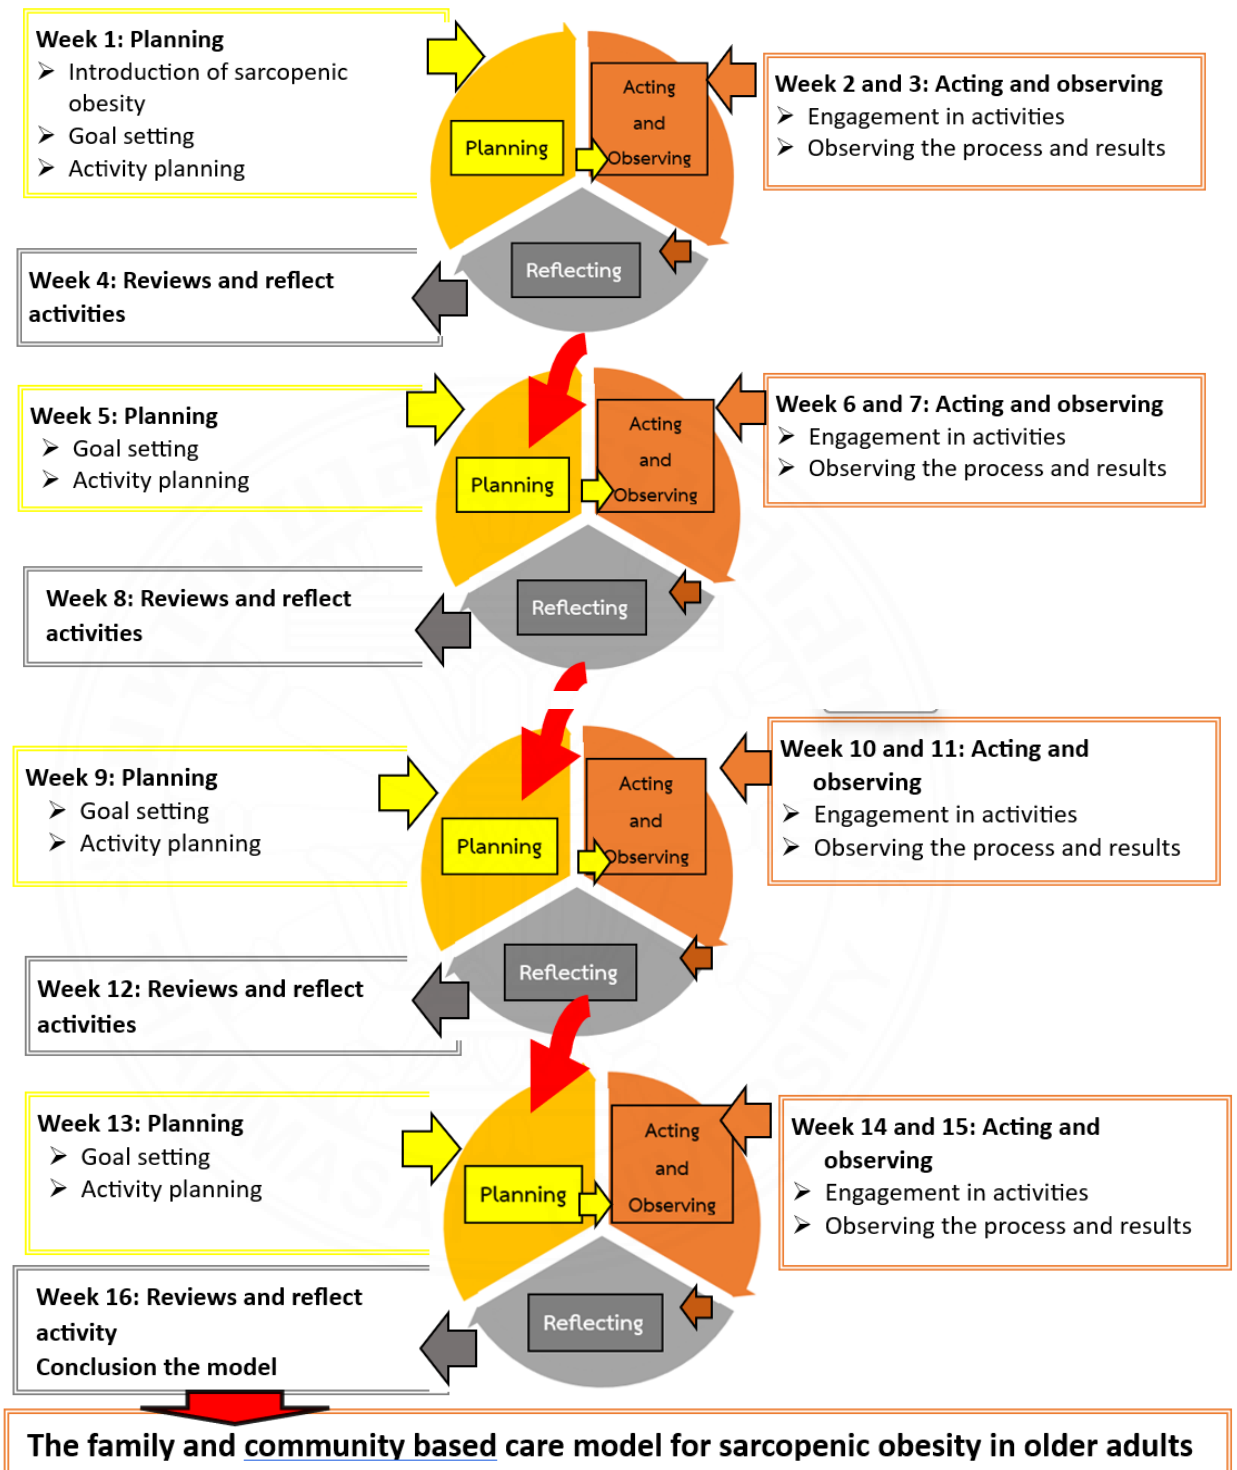 Week 1: Planning
➢ Introduction of sarcopenic
obesity
➢ Goal setting
➢ Activity planning
Planning
Acting
and
Observing
Week 2 and 3: Acting and observing
➢ Engagement in activities
➢ Observing the process and results
Reflecting
Week 4: Reviews and reflect
activities
Week 5: Planning
➢ Goal setting
➢ Activity planning
Planning
Acting
and
Observing
Week 6 and 7: Acting and observing
➢ Engagement in activities
➢ Observing the process and results
Reflecting
Week 8: Reviews and reflect
activities
Week 9: Planning
➢ Goal setting
➢ Activity planning
Planning
Acting
and
Observing
Week 10 and 11: Acting and
observing
➢ Engagement in activities
➢ Observing the process and results
Reflecting
Week 12: Reviews and reflect
activities
Week 13: Planning
➢ Goal setting
➢ Activity planning
Planning
Acting
and
Observing
Week 14 and 15: Acting and
observing
➢ Engagement in activities
➢ Observing the process and results
Reflecting
Week 16: Reviews and reflect
activity
Conclusion the model
The family and community based care model for sarcopenic obesity in older adults